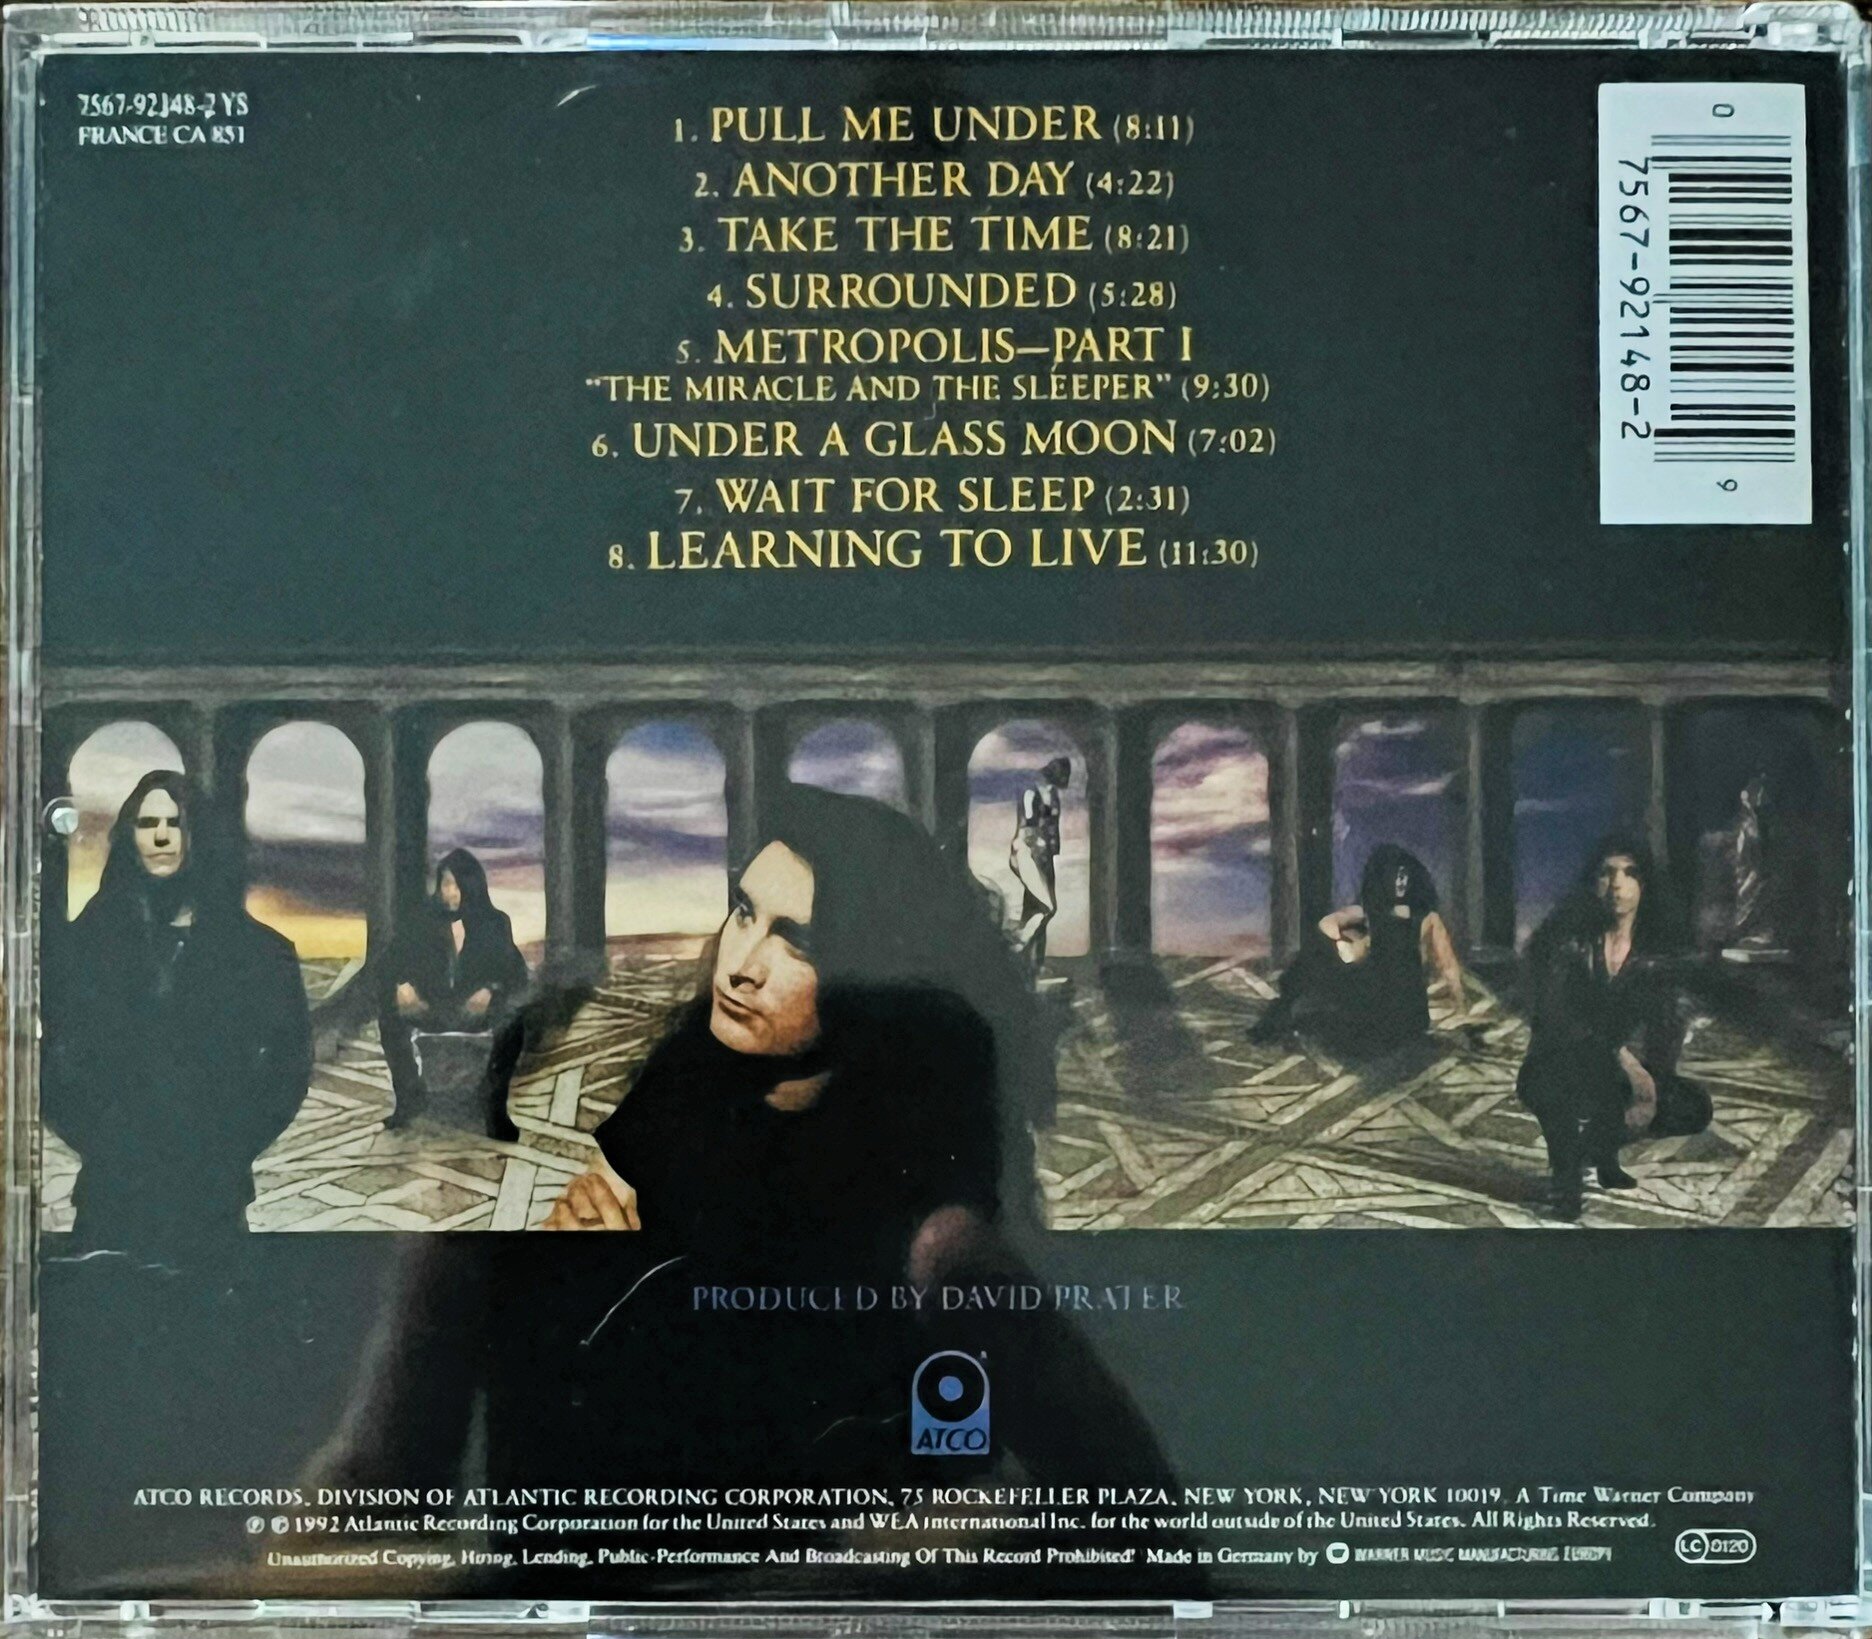 7567-92148-2 YS
FRANCE CA 851
1. PULL ME UNDER (8:11)
2. ANOTHER DAY (4:22)
3. TAKE THE TIME (8:21)
4. SURROUNDED (5:28)
5. METROPOLIS—PART I
"THE MIRACLE AND THE SLEEPER" (9:30)
6. UNDER A GLASS MOON (7:02)
7. WAIT FOR SLEEP (2:31)
8. LEARNING TO LIVE (11:30)
0
7567-92148-2
9
PRODUCED BY DAVID PRATER
ATCO
ATCO RECORDS, DIVISION OF ATLANTIC RECORDING CORPORATION, 75 ROCKEFELLER PLAZA, NEW YORK, NEW YORK 10019. A Time Warner Company
℗ © 1992 Atlantic Recording Corporation for the United States and WEA International Inc. for the world outside of the United States. All Rights Reserved.
Unauthorized Copying, Hiring, Lending, Public-Performance And Broadcasting Of This Record Prohibited! Made in Germany by WARNER MUSIC MANUFACTURING EUROPE
LC 0120